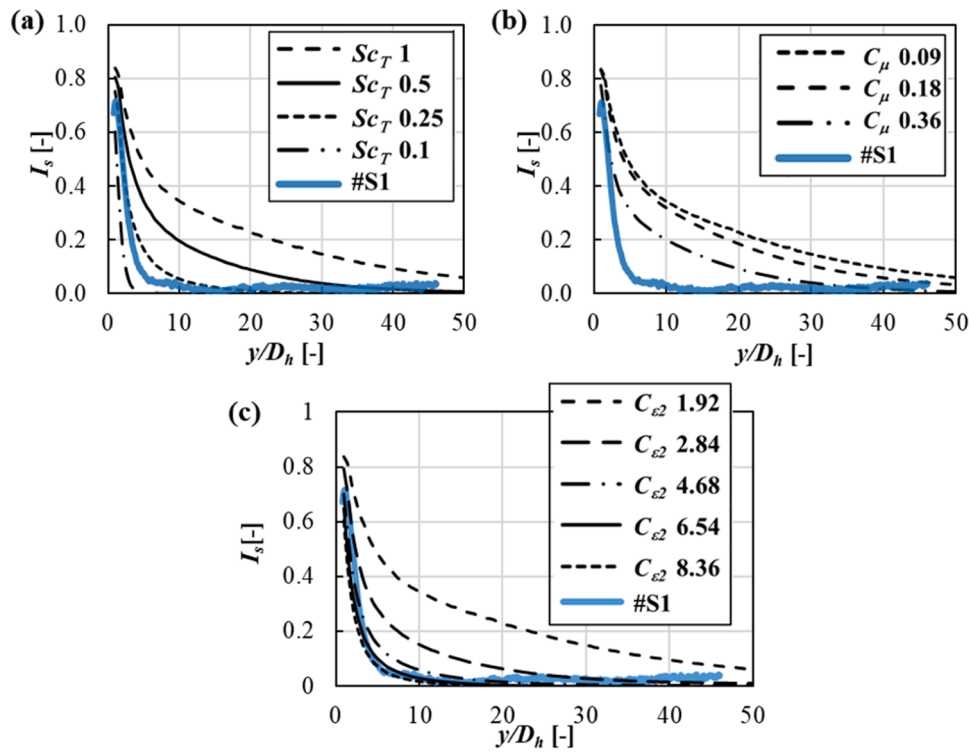 (a)
1.0
0.8
0.6
0.4
0.2
0.0
I_s [-]
0 10 20 30 40 50
y/D_h [-]
Sc_T 1
Sc_T 0.5
Sc_T 0.25
Sc_T 0.1
#S1
(b)
1.0
0.8
0.6
0.4
0.2
0.0
I_s [-]
0 10 20 30 40 50
y/D_h [-]
C_μ 0.09
C_μ 0.18
C_μ 0.36
#S1
(c)
1
0.8
0.6
0.4
0.2
0
I_s [-]
0 10 20 30 40 50
y/D_h [-]
C_ε2 1.92
C_ε2 2.84
C_ε2 4.68
C_ε2 6.54
C_ε2 8.36
#S1